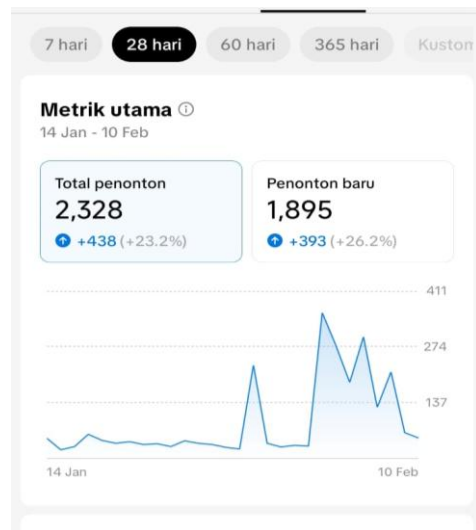 7 hari 28 hari 60 hari 365 hari Kustom
Metrik utama
14 Jan - 10 Feb
Total penonton Penonton baru
2,328 1,895
+438 (+23.2%) +393 (+26.2%)
411
274
137
14 Jan 10 Feb